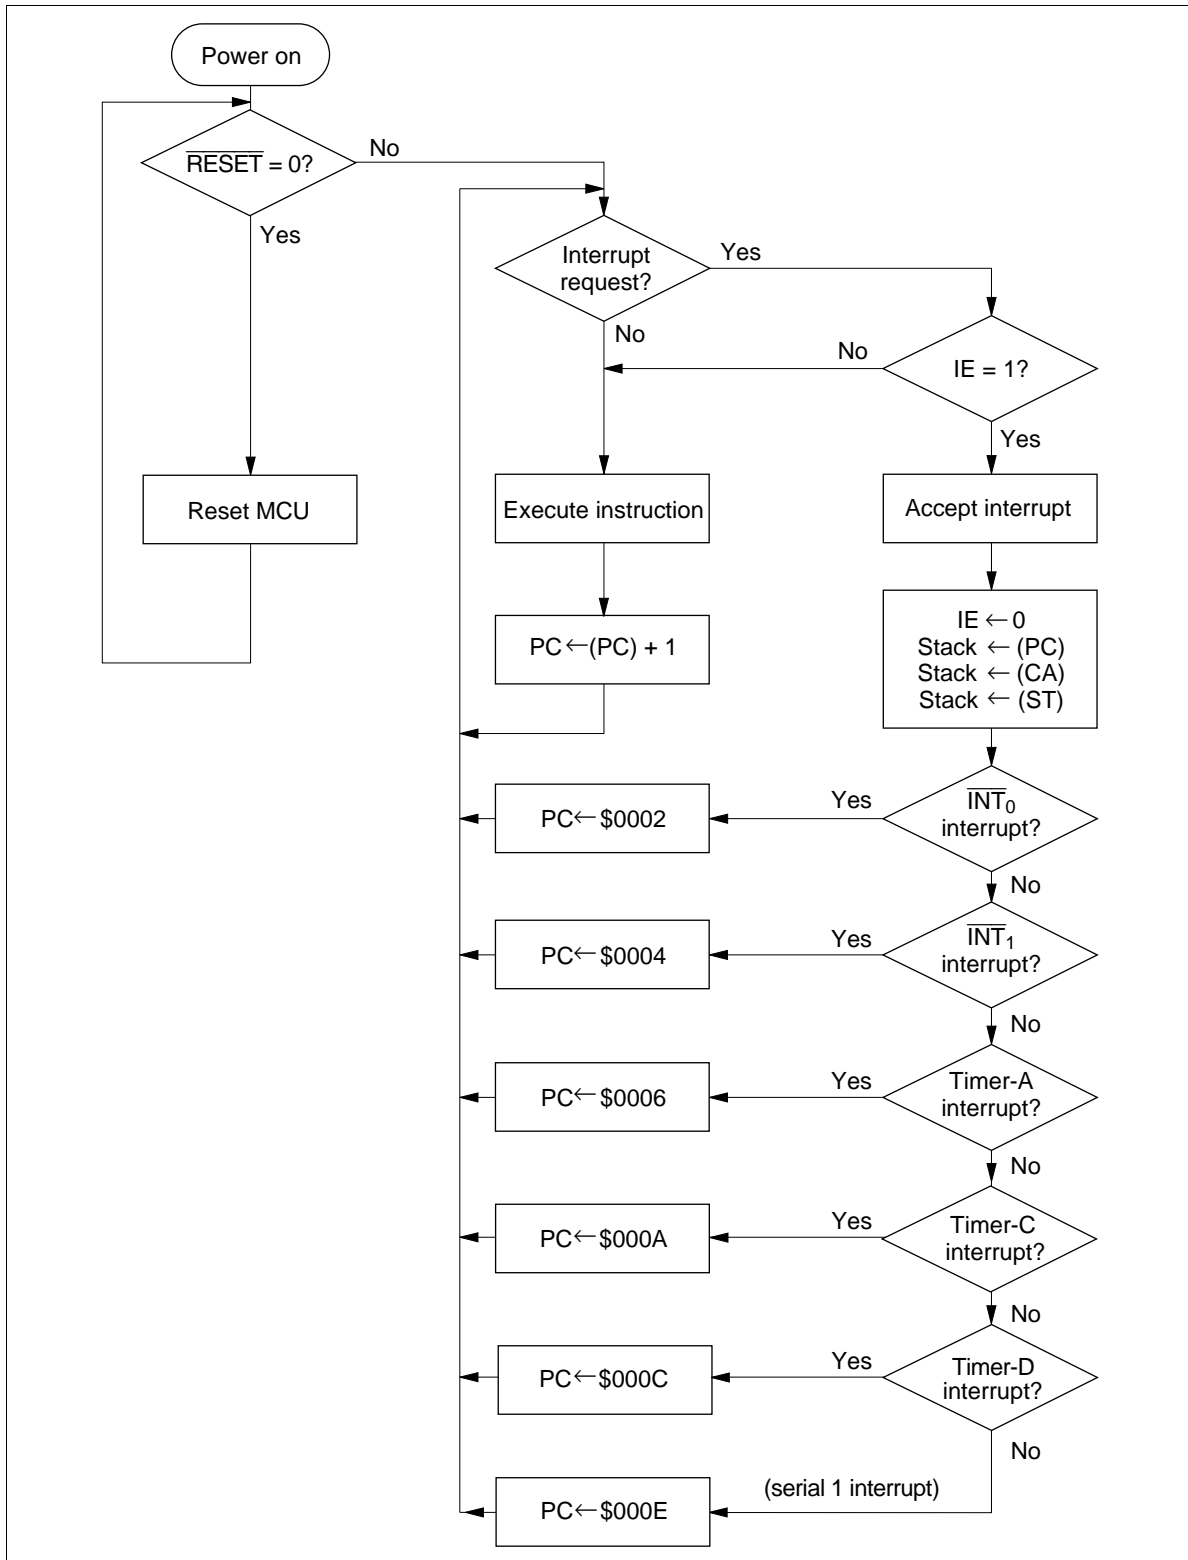 Power on
RESET = 0?
No
Yes
Interrupt
request?
Yes
No
No
IE = 1?
Yes
Reset MCU
Execute instruction
Accept interrupt
PC←(PC) + 1
IE ← 0
Stack ← (PC)
Stack ← (CA)
Stack ← (ST)
PC←$0002
Yes
INT0
interrupt?
No
PC←$0004
Yes
INT1
interrupt?
No
PC←$0006
Yes
Timer-A
interrupt?
No
PC←$000A
Yes
Timer-C
interrupt?
No
PC←$000C
Yes
Timer-D
interrupt?
No
PC←$000E
(serial 1 interrupt)